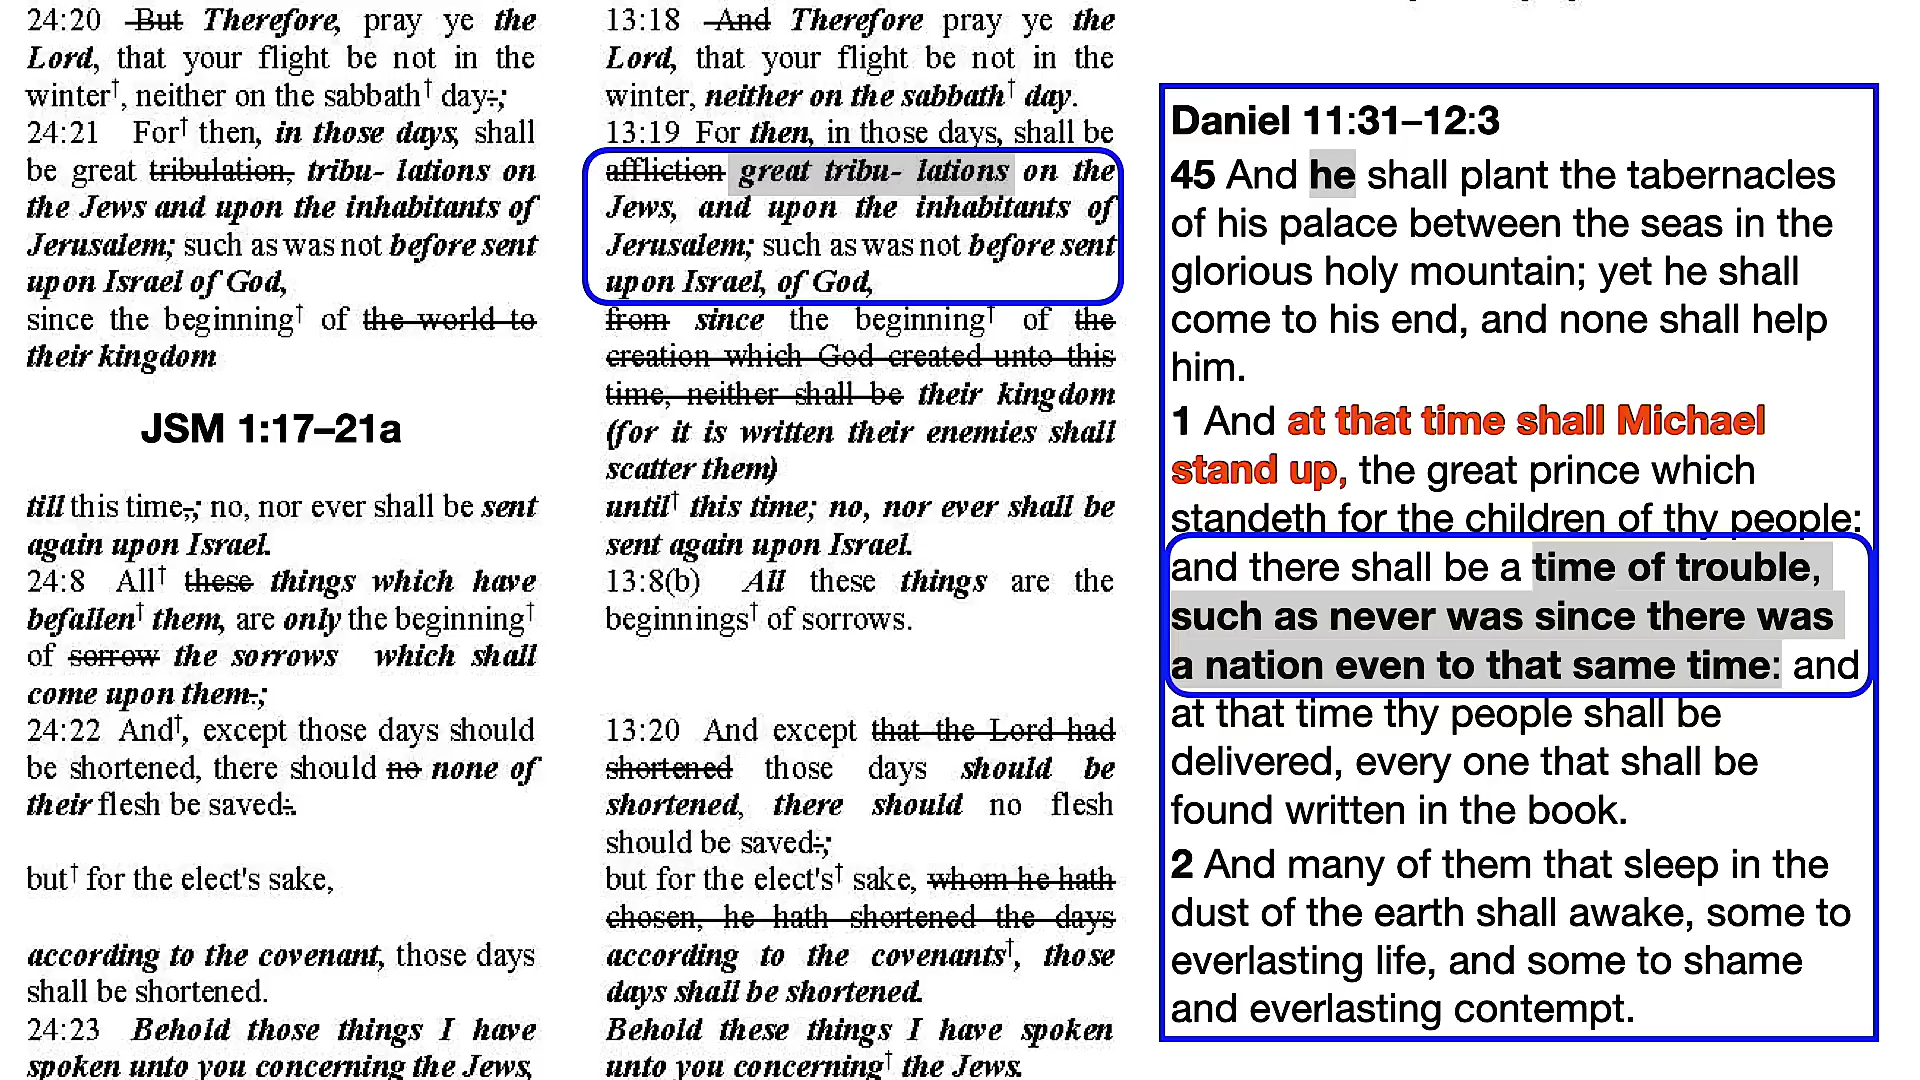 24:20 But Therefore, pray ye the
Lord, that your flight be not in the
winter†, neither on the sabbath† day.;
24:21 For† then, in those days, shall
be great tribulation, tribu- lations on
the Jews and upon the inhabitants of
Jerusalem; such as was not before sent
upon Israel of God,
since the beginning† of the world to
their kingdom
JSM 1:17–21a
till this time,; no, nor ever shall be sent
again upon Israel.
24:8 All† these things which have
befallen† them, are only the beginning†
of sorrow the sorrows which shall
come upon them.;
24:22 And†, except those days should
be shortened, there should no none of
their flesh be saved:.
but† for the elect's sake,
according to the covenant, those days
shall be shortened.
24:23 Behold those things I have
spoken unto you concerning the Jews,
13:18 And Therefore pray ye the
Lord, that your flight be not in the
winter, neither on the sabbath† day.
13:19 For then, in those days, shall be
affliction great tribu- lations on the
Jews, and upon the inhabitants of
Jerusalem; such as was not before sent
upon Israel, of God,
from since the beginning† of the
creation which God created unto this
time, neither shall be their kingdom
(for it is written their enemies shall
scatter them)
until† this time; no, nor ever shall be
sent again upon Israel.
13:8(b) All these things are the
beginnings† of sorrows.
13:20 And except that the Lord had
shortened those days should be
shortened, there should no flesh
should be saved:;
but for the elect's† sake, whom he hath
chosen, he hath shortened the days
according to the covenants†, those
days shall be shortened.
Behold these things I have spoken
unto you concerning† the Jews.
Daniel 11:31–12:3
45 And he shall plant the tabernacles
of his palace between the seas in the
glorious holy mountain; yet he shall
come to his end, and none shall help
him.
1 And at that time shall Michael
stand up, the great prince which
standeth for the children of thy people:
and there shall be a time of trouble,
such as never was since there was
a nation even to that same time: and
at that time thy people shall be
delivered, every one that shall be
found written in the book.
2 And many of them that sleep in the
dust of the earth shall awake, some to
everlasting life, and some to shame
and everlasting contempt.